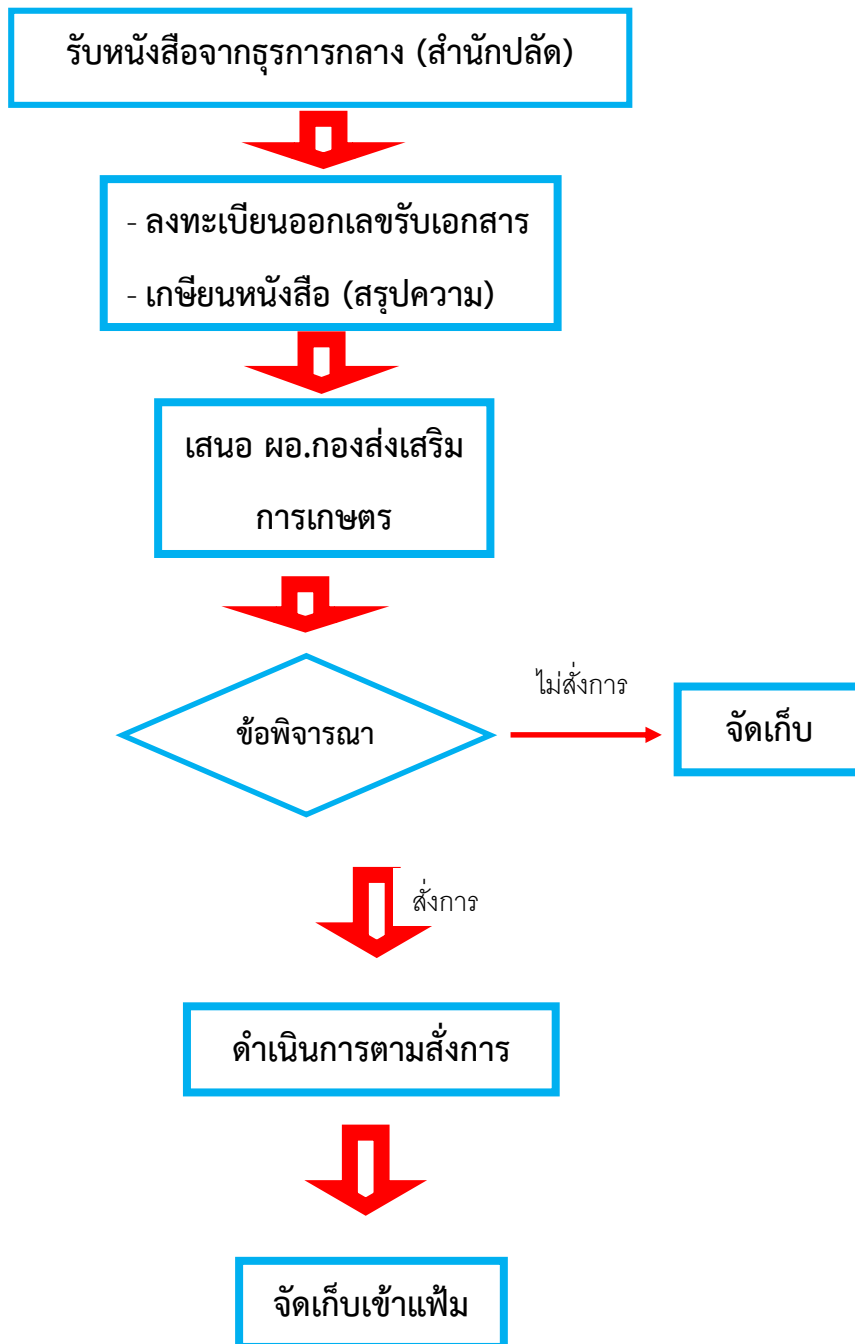 รับหนังสือจากธุรการกลาง (สำนักปลัด)
- ลงทะเบียนออกเลขรับเอกสาร
- เกษียนหนังสือ (สรุปความ)
เสนอ ผอ.กองส่งเสริม
การเกษตร
ข้อพิจารณา
ไม่สั่งการ
จัดเก็บ
สั่งการ
ดำเนินการตามสั่งการ
จัดเก็บเข้าแฟ้ม